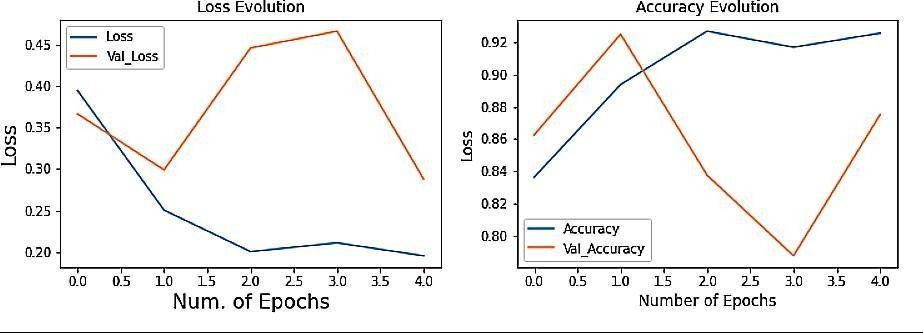 Loss Evolution
Loss
Val_Loss
0.45
0.40
0.35
0.30
0.25
0.20
Loss
0.0 0.5 1.0 1.5 2.0 2.5 3.0 3.5 4.0
Num. of Epochs
Accuracy Evolution
0.92
0.90
0.88
0.86
0.84
0.82
0.80
Loss
Accuracy
Val_Accuracy
0.0 0.5 1.0 1.5 2.0 2.5 3.0 3.5 4.0
Number of Epochs